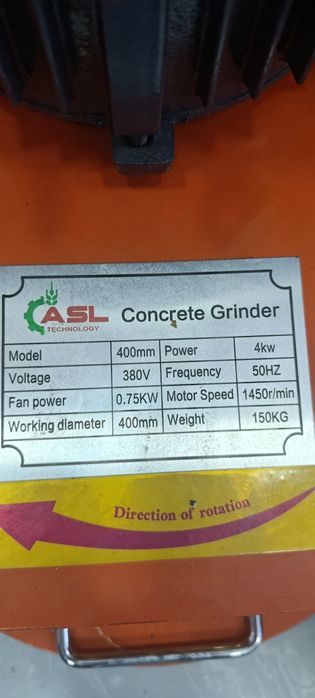 ASL Concrete Grinder
TECHNOLOGY
Model 400mm Power 4kw
Voltage 380V Frequency 50HZ
Fan power 0.75KW Motor Speed 1450r/min
Working diameter 400mm Weight 150KG
Direction of rotation